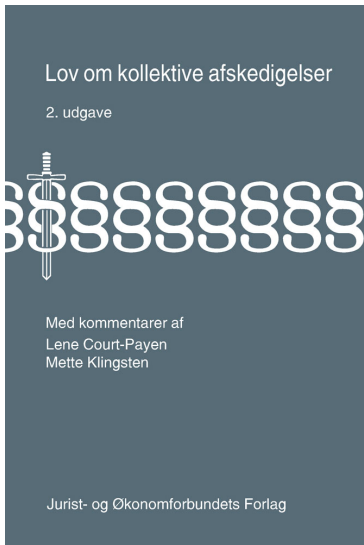 Lov om kollektive afskedigelser
2. udgave
§§§§§§§§§
Med kommentarer af
Lene Court-Payen
Mette Klingsten
Jurist- og Økonomforbundets Forlag